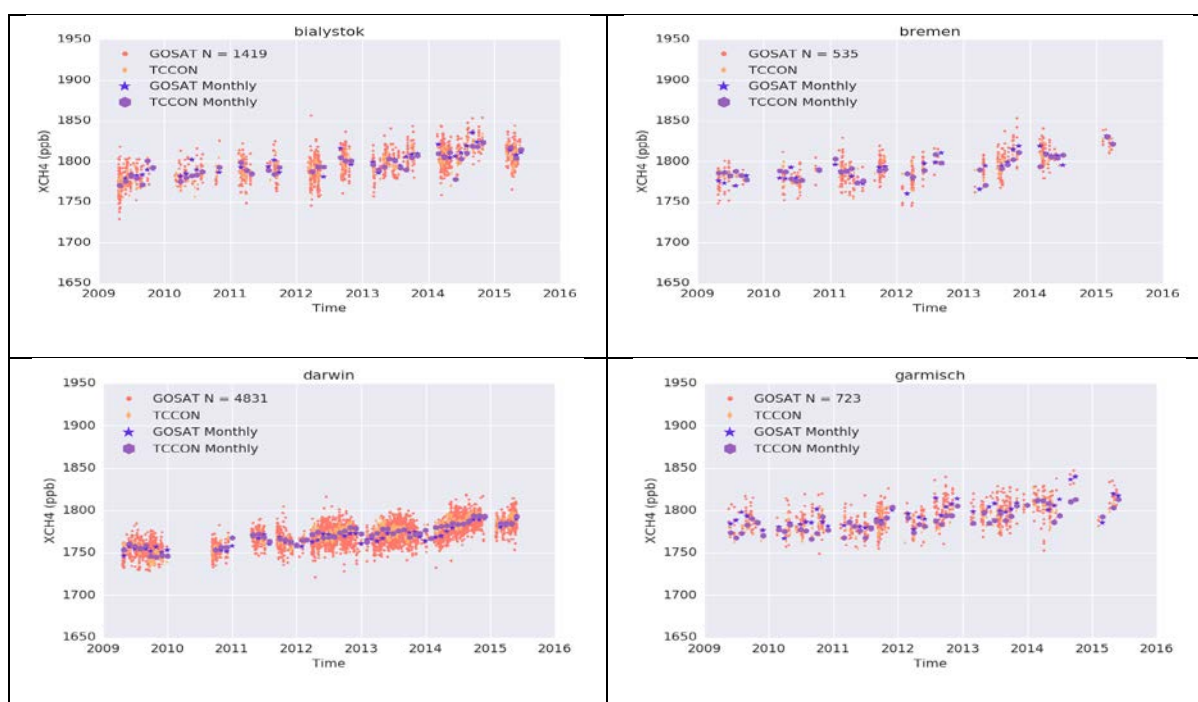 bialystok
1950
GOSAT N = 1419
TCCON
1900
GOSAT Monthly
TCCON Monthly
1850
XCH4 (ppb)
1800
1750
1700
1650
2009 2010 2011 2012 2013 2014 2015 2016
Time
bremen
1950
GOSAT N = 535
TCCON
1900
GOSAT Monthly
TCCON Monthly
1850
XCH4 (ppb)
1800
1750
1700
1650
2009 2010 2011 2012 2013 2014 2015 2016
Time
darwin
1950
GOSAT N = 4831
TCCON
1900
GOSAT Monthly
TCCON Monthly
1850
XCH4 (ppb)
1800
1750
1700
1650
2009 2010 2011 2012 2013 2014 2015 2016
Time
garmisch
1950
GOSAT N = 723
TCCON
1900
GOSAT Monthly
TCCON Monthly
1850
XCH4 (ppb)
1800
1750
1700
1650
2009 2010 2011 2012 2013 2014 2015 2016
Time